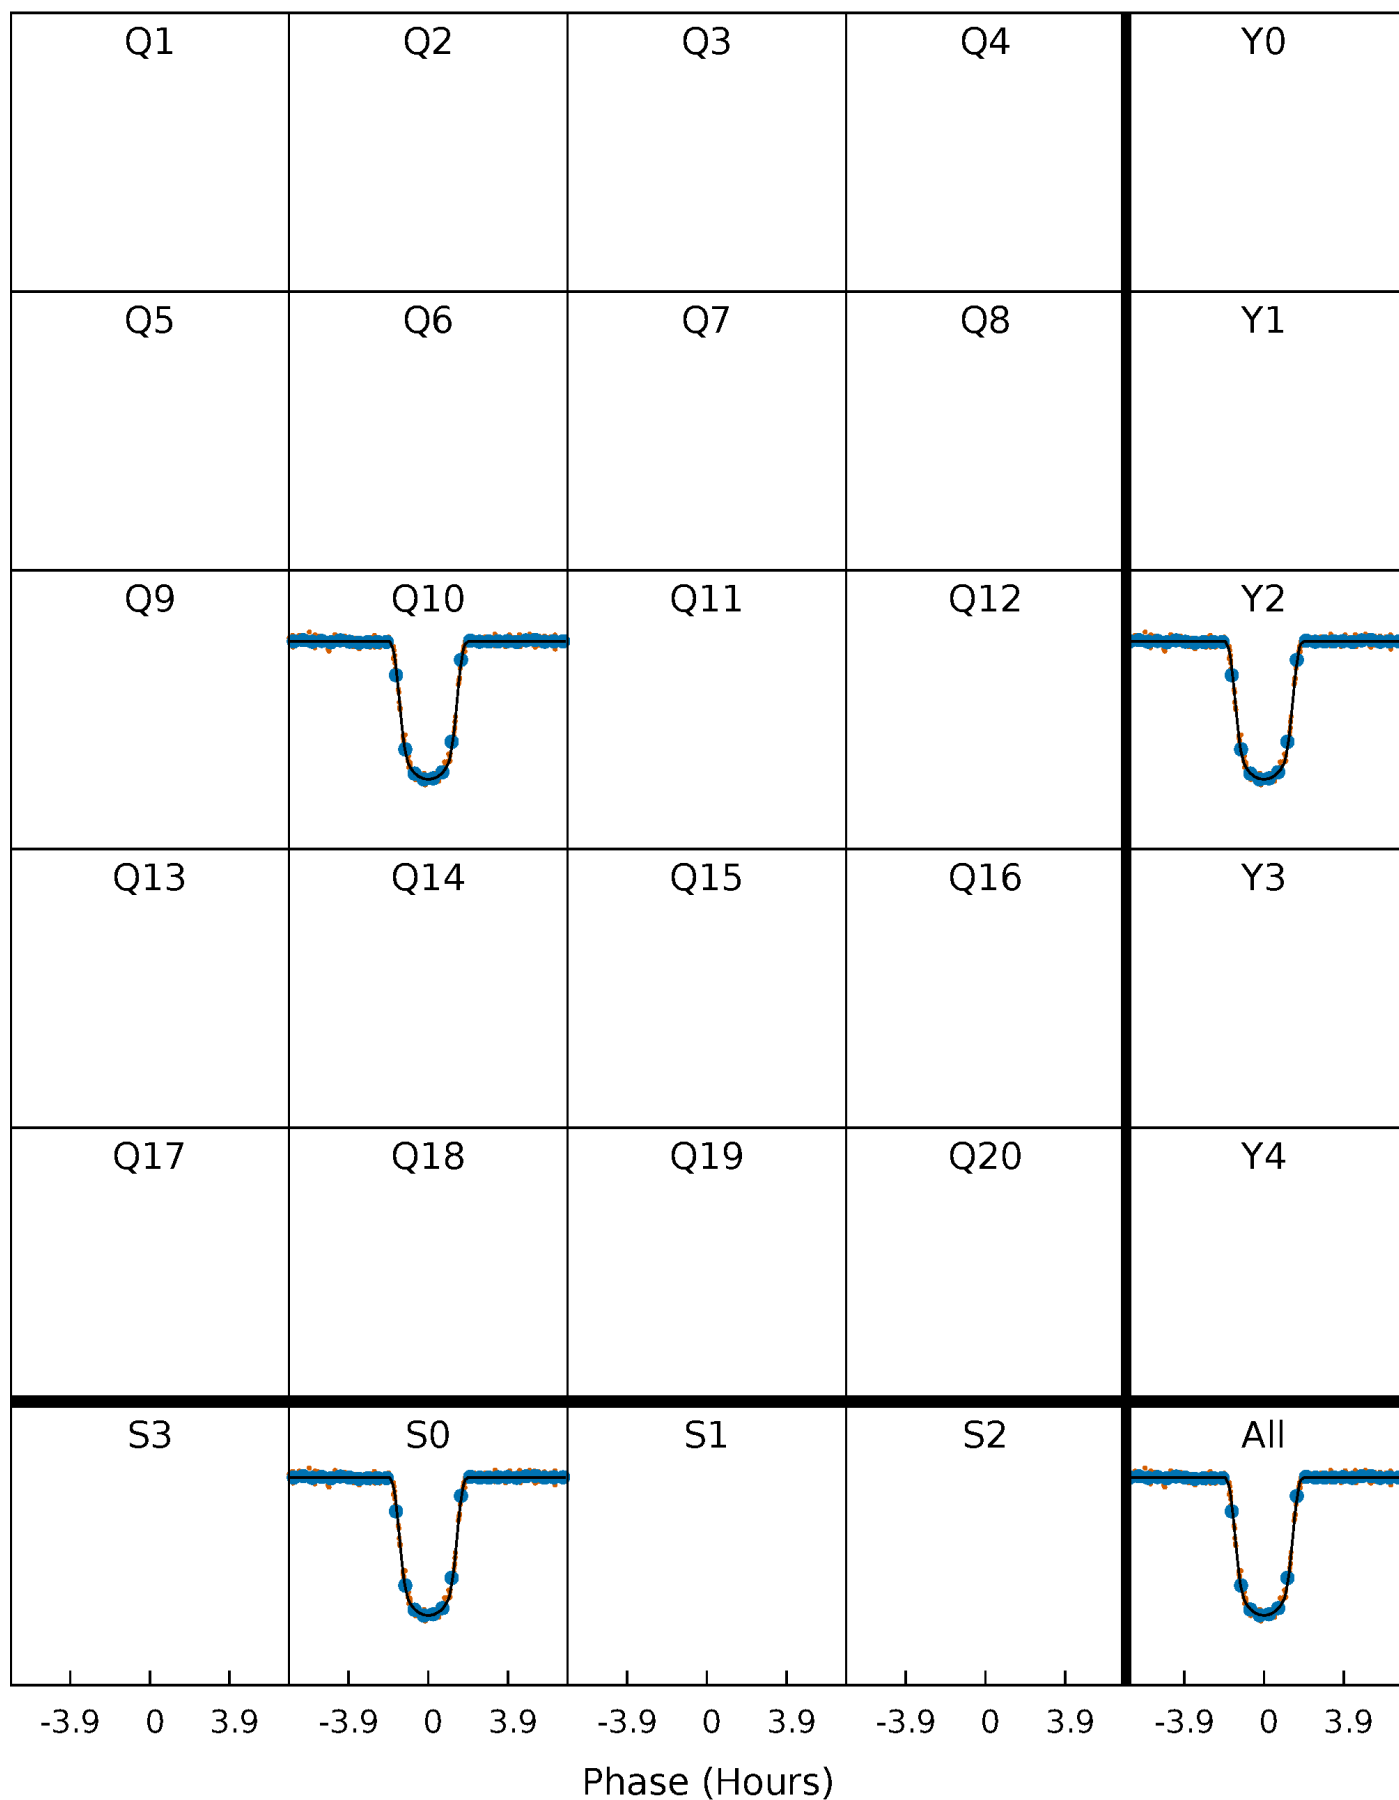 Q1 Q2 Q3 Q4 Y0
Q5 Q6 Q7 Q8 Y1
Q9 Q10 Q11 Q12 Y2
Q13 Q14 Q15 Q16 Y3
Q17 Q18 Q19 Q20 Y4
S3 S0 S1 S2 All
-3.9 0 3.9 -3.9 0 3.9 -3.9 0 3.9 -3.9 0 3.9 -3.9 0 3.9
Phase (Hours)